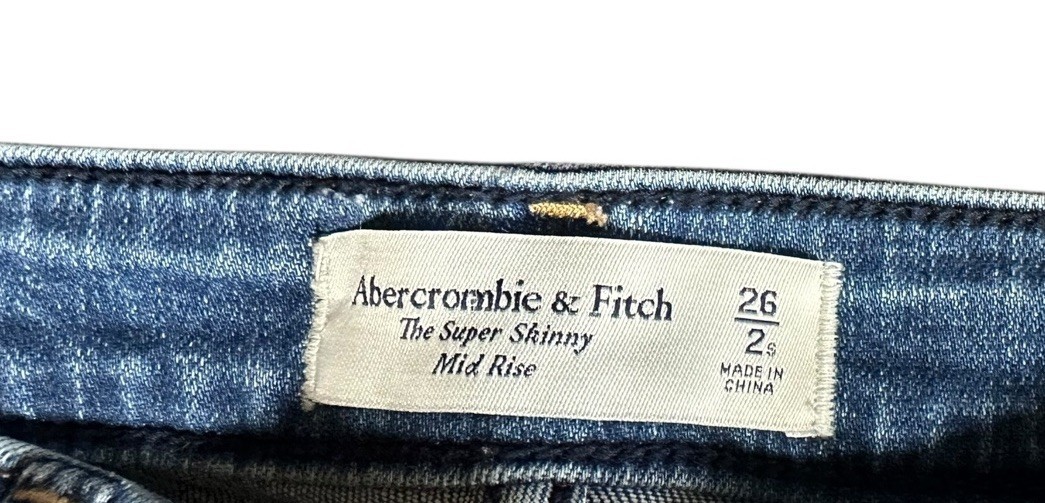 Abercrombie & Fitch
The Super Skinny
Mid Rise
26
2s
MADE IN
CHINA